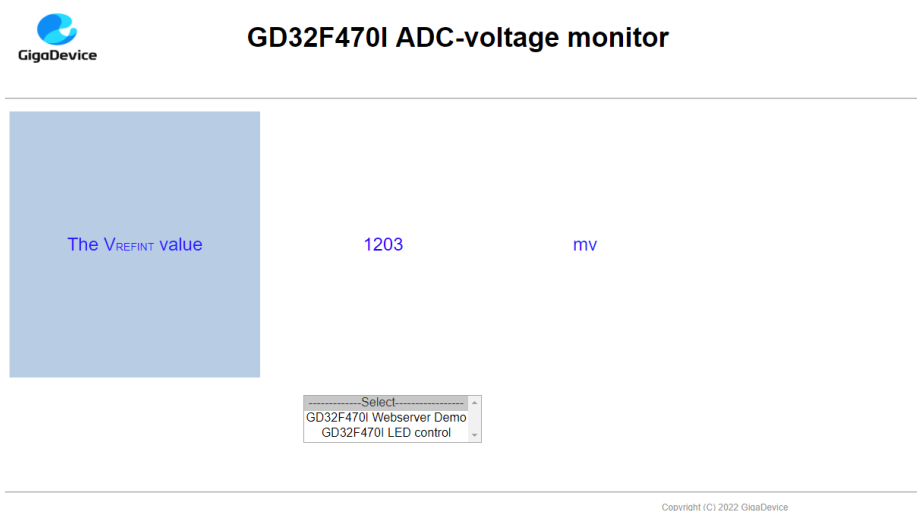 GigaDevice
GD32F470I ADC-voltage monitor
The VREFINT value 1203 mv
-------------Select-----------------
GD32F470I Webserver Demo
GD32F470I LED control
Copyright (C) 2022 GigaDevice